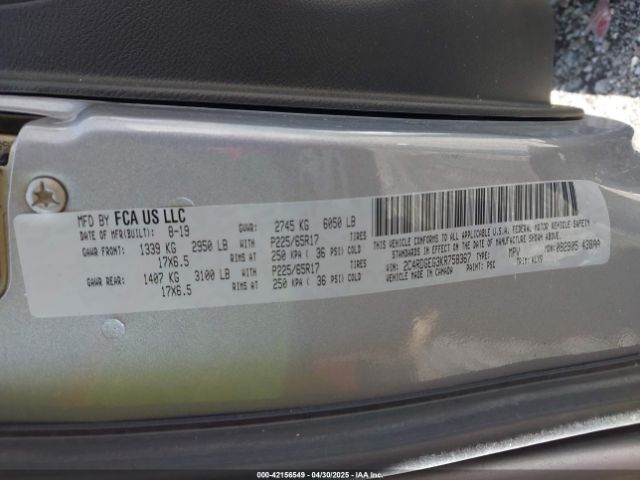 MFD BY FCA US LLC
DATE OF MFR(BUILT): 8-19 GVWR: 2745 KG 6050 LB
GAWR FRONT: 1339 KG 2950 LB WITH P225/65R17 TIRES
17X6.5 RIMS AT 250 KPA ( 36 PSI) COLD
GAWR REAR: 1407 KG 3100 LB WITH P225/65R17 TIRES
17X6.5 RIMS AT 250 KPA ( 36 PSI) COLD
THIS VEHICLE CONFORMS TO ALL APPLICABLE U.S.A. FEDERAL MOTOR VEHICLE SAFETY
STANDARDS IN EFFECT ON THE DATE OF MANUFACTURE SHOWN ABOVE.
VIN: 2C4RDGEG3KR758367 TYPE: MPV MDH:
VEHICLE MADE IN CANADA PAINT: PSC TRIM:
000-42156549 - 04/30/2025 - IAANC.COM